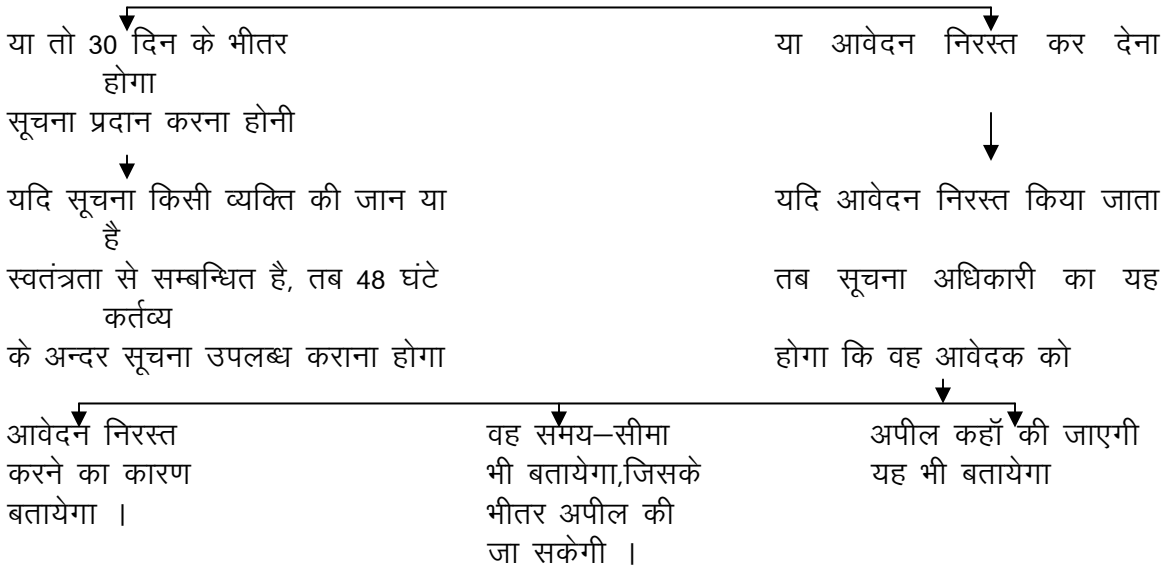 या तो 30 दिन के भीतर या आवेदन निरस्त कर देना
होगा
सूचना प्रदान करना होनी
यदि सूचना किसी व्यक्ति की जान या यदि आवेदन निरस्त किया जाता
है
स्वतंत्रता से सम्बन्धित है, तब 48 घंटे तब सूचना अधिकारी का यह
कर्तव्य
के अन्दर सूचना उपलब्ध कराना होगा होगा कि वह आवेदक को
आवेदन निरस्त वह समय–सीमा अपील कहॉ की जाएगी
करने का कारण भी बतायेगा,जिसके यह भी बतायेगा
बतायेगा । भीतर अपील की
जा सकेगी ।